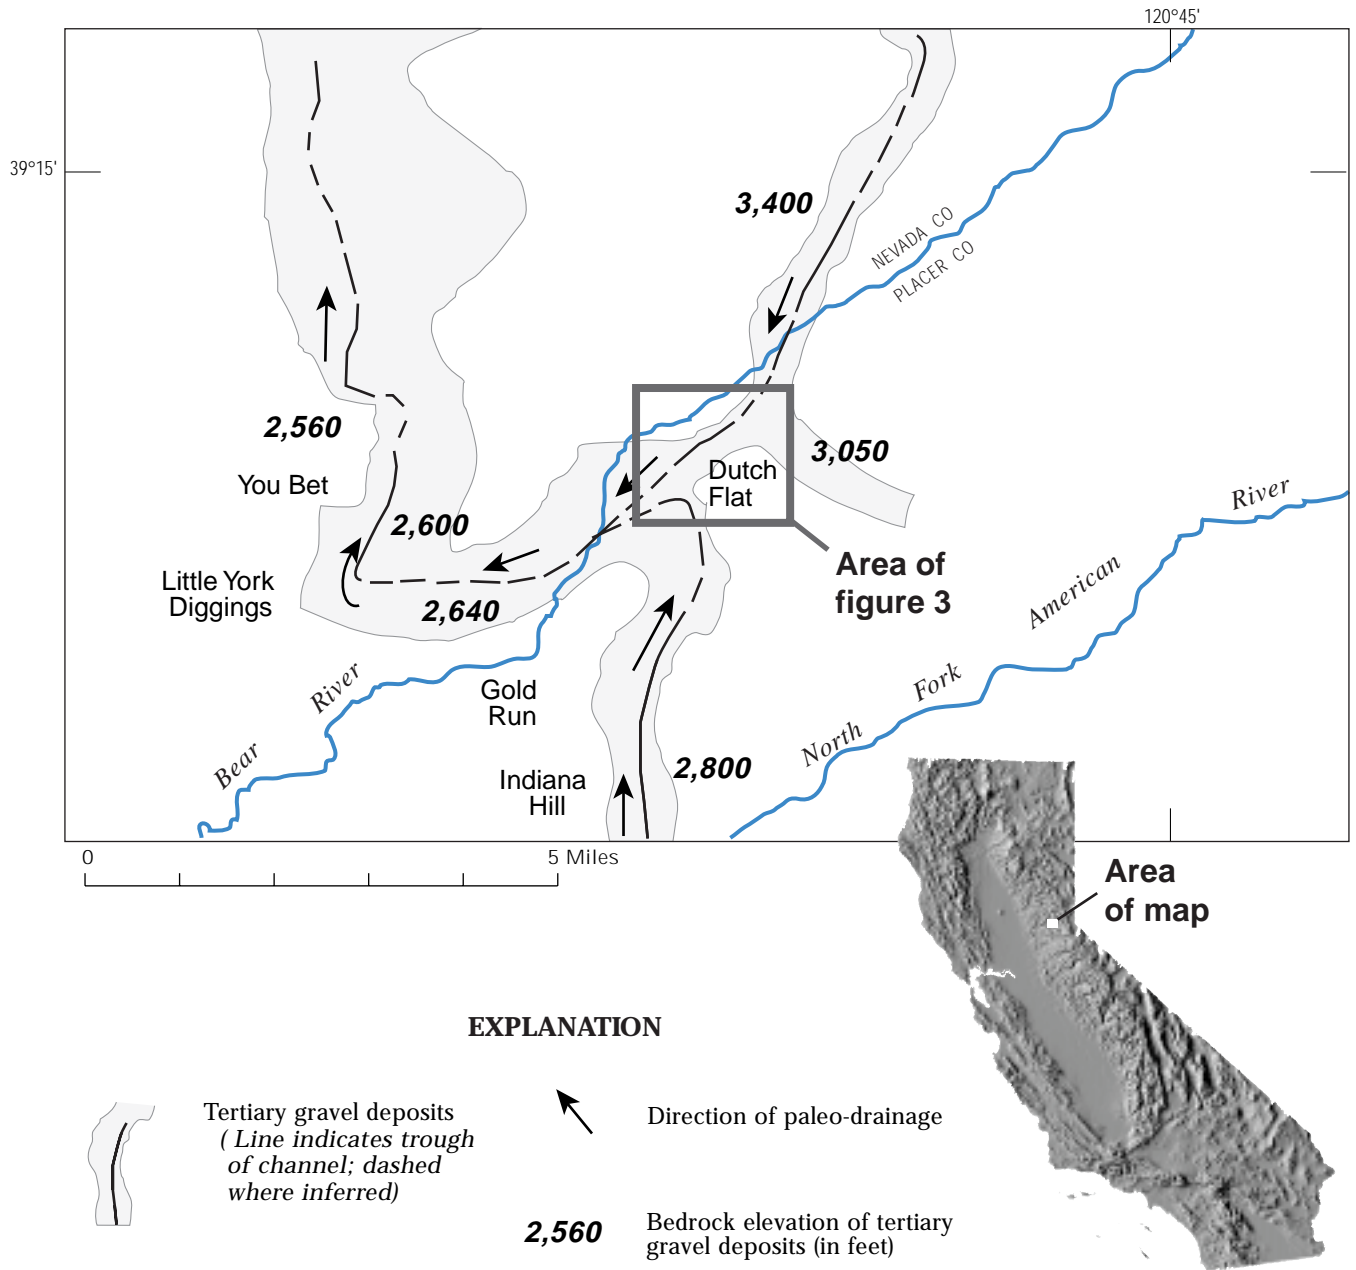 120°45'
39°15'
3,400
NEVADA CO
PLACER CO
2,560
3,050
You Bet
Dutch
Flat
River
2,600
Area of
figure 3
Little York
Diggings
2,640
American
River
Gold
Run
Fork
Bear
North
Indiana
Hill
2,800
0
5 Miles
Area
of map
EXPLANATION
Tertiary gravel deposits
( Line indicates trough
of channel; dashed
where inferred)
Direction of paleo-drainage
2,560
Bedrock elevation of tertiary
gravel deposits (in feet)